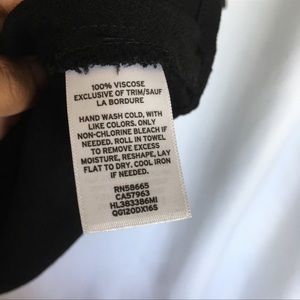 100% VISCOSE
EXCLUSIVE OF TRIM/SAUF
LA BORDURE
HAND WASH COLD, WITH
LIKE COLORS. ONLY
NON-CHLORINE BLEACH IF
NEEDED. ROLL IN TOWEL
TO REMOVE EXCESS
MOISTURE, RESHAPE, LAY
FLAT TO DRY. COOL IRON
IF NEEDED.
RN58665
CA57963
HL3B3386MI
QG120DX16S